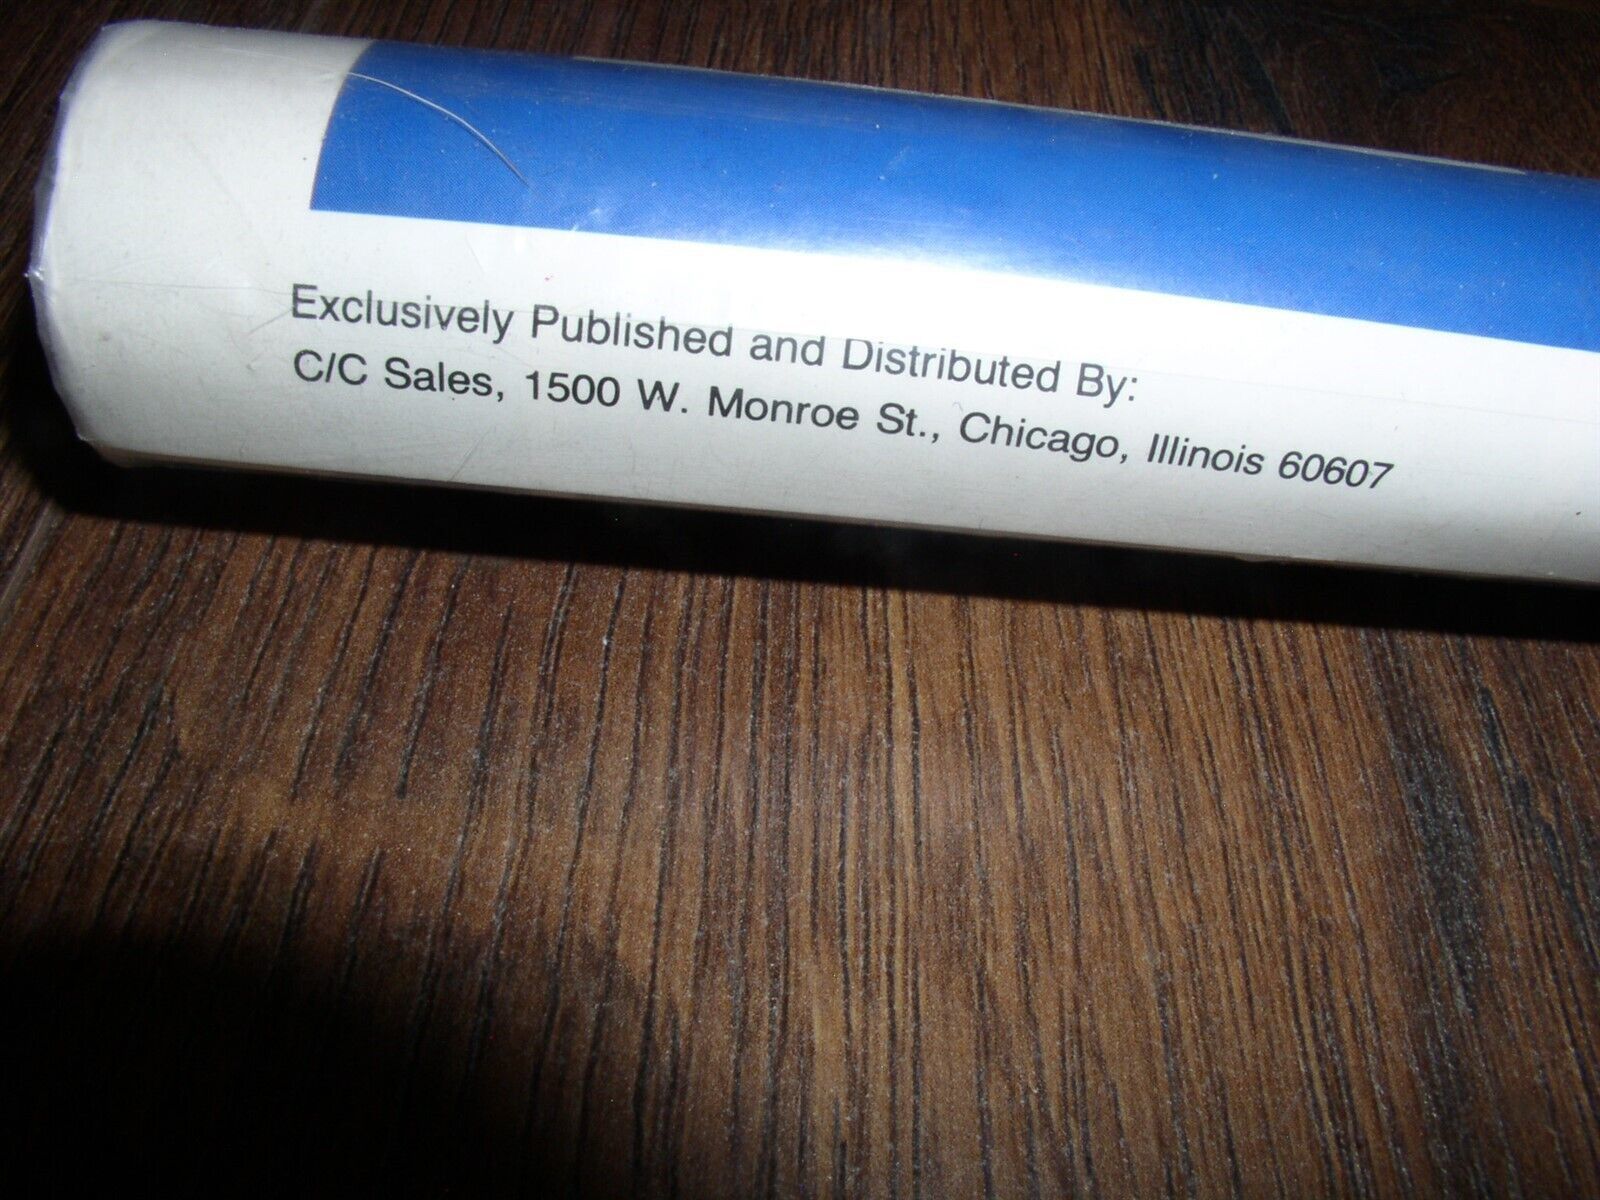 Exclusively Published and Distributed By:
C/C Sales, 1500 W. Monroe St., Chicago, Illinois 60607